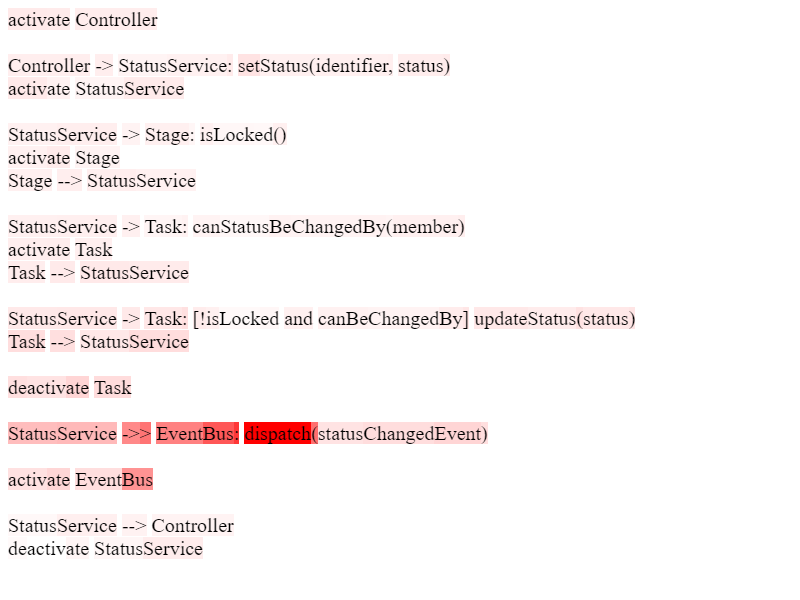 activate Controller
Controller -> StatusService: setStatus(identifier, status)
activate StatusService
StatusService -> Stage: isLocked()
activate Stage
Stage --> StatusService
StatusService -> Task: canStatusBeChangedBy(member)
activate Task
Task --> StatusService
StatusService -> Task: [!isLocked and canBeChangedBy] updateStatus(status)
Task --> StatusService
deactivate Task
StatusService ->> EventBus: dispatch(statusChangedEvent)
activate EventBus
StatusService --> Controller
deactivate StatusService